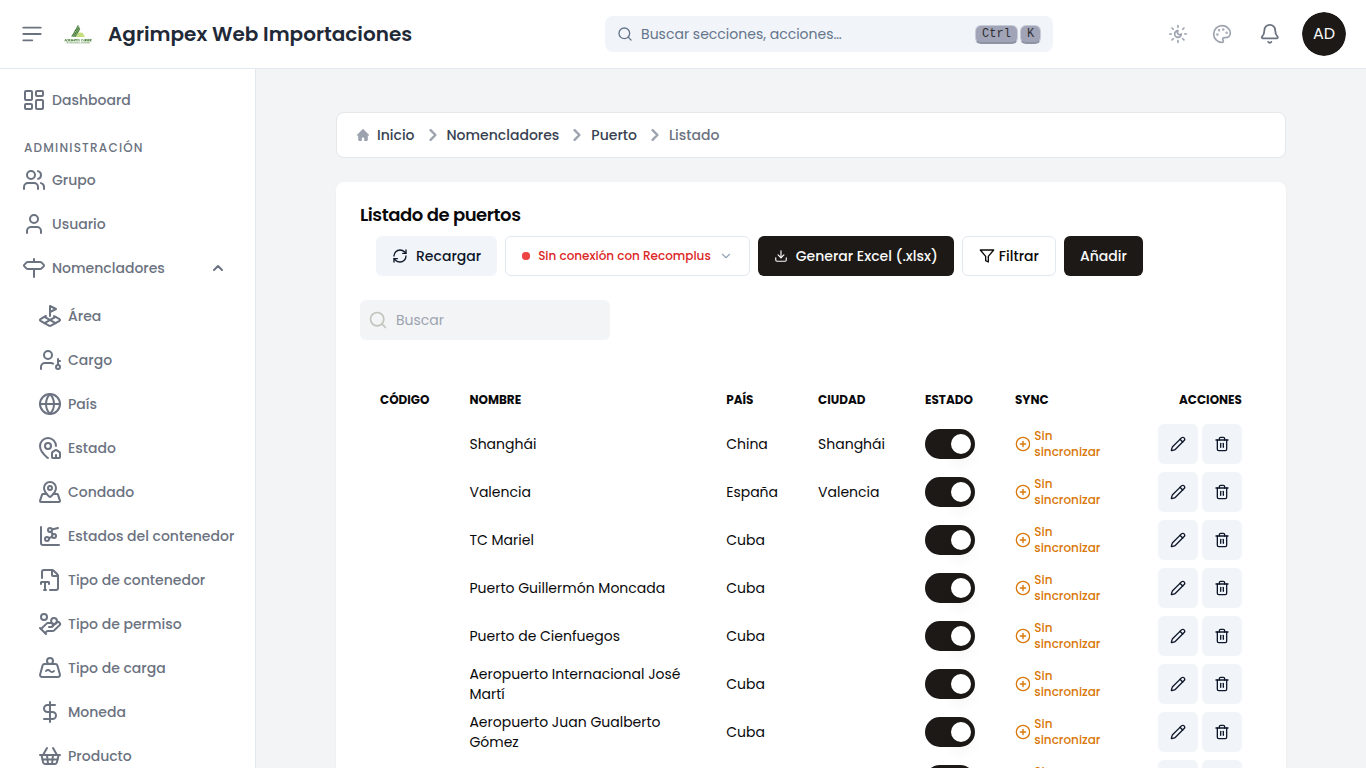 Agrimpex Web Importaciones
Buscar secciones, acciones...
Ctrl K
AD
Dashboard
ADMINISTRACIÓN
Grupo
Usuario
Nomencladores
Área
Cargo
País
Estado
Condado
Estados del contenedor
Tipo de contenedor
Tipo de permiso
Tipo de carga
Moneda
Producto
Inicio > Nomencladores > Puerto > Listado
Listado de puertos
Recargar
Sin conexión con Recomplus
Generar Excel (.xlsx)
Filtrar
Añadir
Buscar
CÓDIGO NOMBRE PAÍS CIUDAD ESTADO SYNC ACCIONES
Shanghái China Shanghái Sin
sincronizar
Valencia España Valencia Sin
sincronizar
TC Mariel Cuba Sin
sincronizar
Puerto Guillermón Moncada Cuba Sin
sincronizar
Puerto de Cienfuegos Cuba Sin
sincronizar
Aeropuerto Internacional José
Martí Cuba Sin
sincronizar
Aeropuerto Juan Gualberto
Gómez Cuba Sin
sincronizar